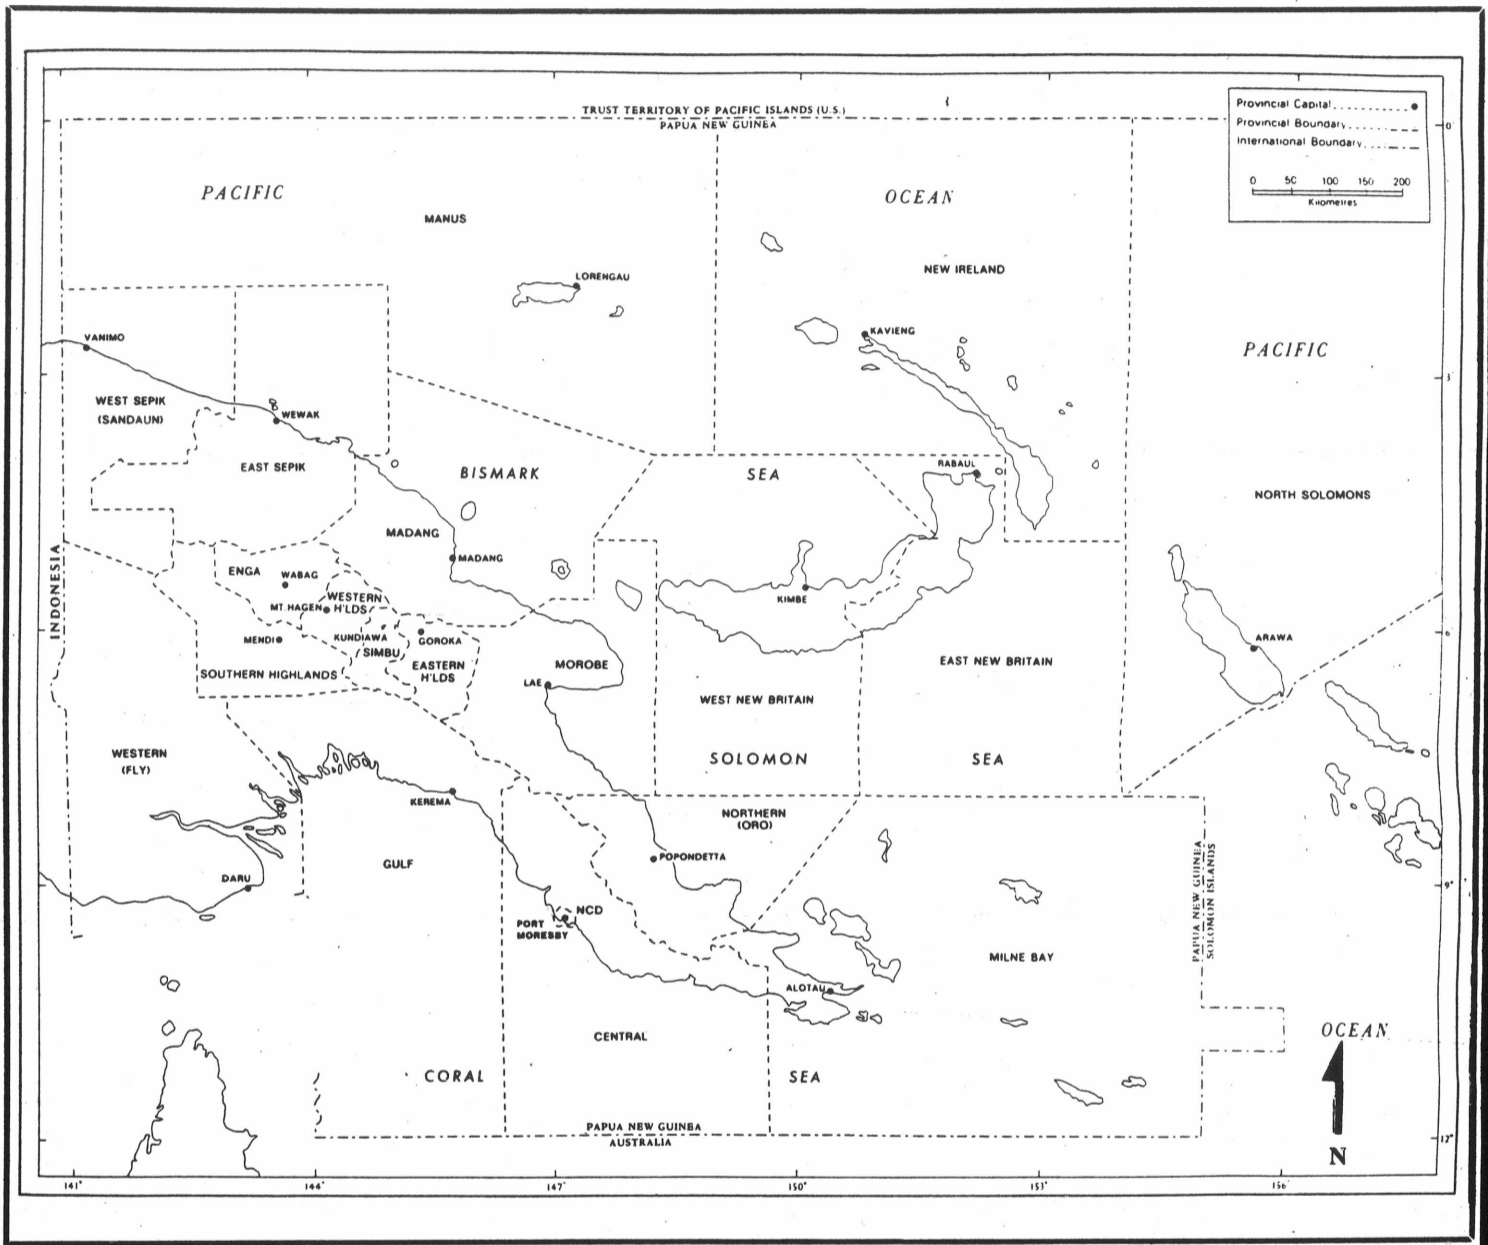 TRUST TERRITORY OF PACIFIC ISLANDS (U.S.)
PAPUA NEW GUINEA
Provincial Capital
Provincial Boundary
International Boundary
0 50 100 150 200
Kilometres
0°
PACIFIC
OCEAN
MANUS
LORENGAU
NEW IRELAND
KAVIENG
VANIMO
PACIFIC
3°
WEST SEPIK
(SANDAUN)
WEWAK
EAST SEPIK
BISMARK
SEA
RABAUL
NORTH SOLOMONS
MADANG
MADANG
INDONESIA
ENGA
WABAG
WESTERN
H'LDS
MT. HAGEN
KIMBE
MENDI
KUNDIAWA
GOROKA
SIMBU
6°
ARAWA
EASTERN
H'LDS
MOROBE
EAST NEW BRITAIN
SOUTHERN HIGHLANDS
LAE
WEST NEW BRITAIN
WESTERN
(FLY)
SOLOMON
SEA
KEREMA
NORTHERN
(ORO)
GULF
POPONDETTA
DARU
9°
NCD
PORT
MORESBY
PAPUA NEW GUINEA
SOLOMON ISLANDS
MILNE BAY
ALOTAU
CENTRAL
OCEAN
CORAL
SEA
PAPUA NEW GUINEA
AUSTRALIA
12°
N
141° 144° 147° 150° 153° 156°